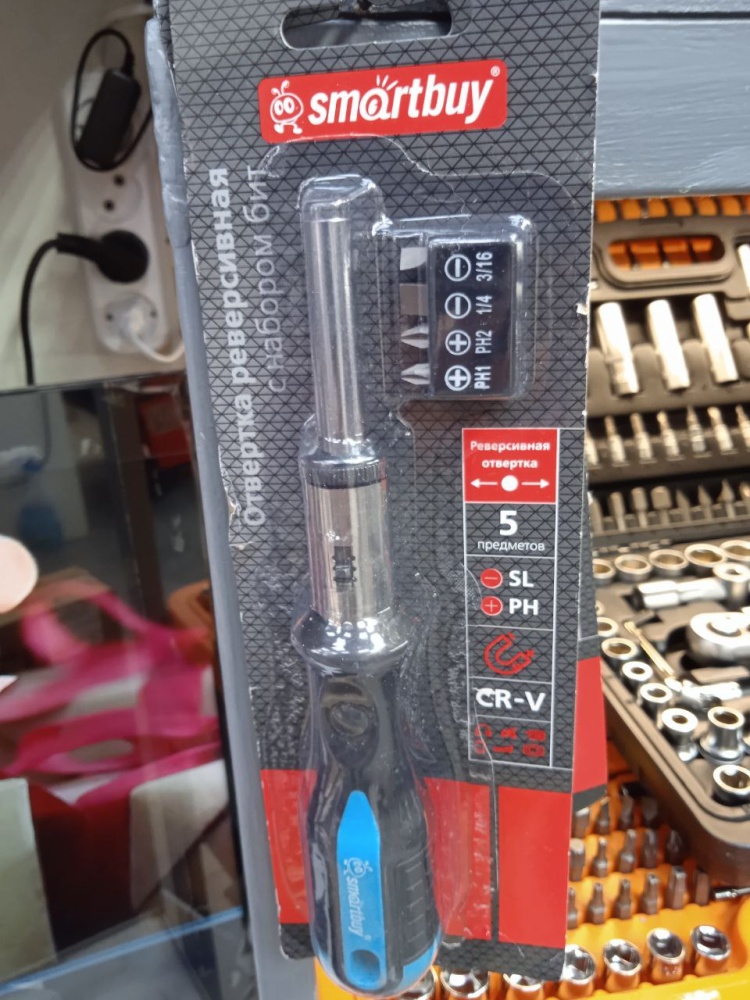 smartbuy®
Отвертка реверсивная
с набором бит
3/16
1/4
PH2
PH1
Реверсивная
отвертка
5
предметов
SL
PH
CR-V
smartbuy